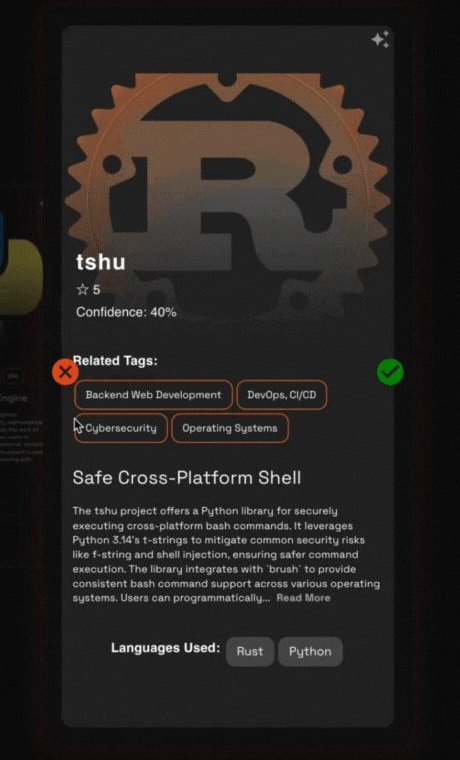 R
tshu
☆ 5
Confidence: 40%
Related Tags:
Backend Web Development
DevOps, CI/CD
Cybersecurity
Operating Systems
Engine
Safe Cross-Platform Shell
The tshu project offers a Python library for securely
executing cross-platform bash commands. It leverages
Python 3.14's t-strings to mitigate common security risks
like f-string and shell injection, ensuring safer command
execution. The library integrates with `brush` to provide
consistent bash command support across various operating
systems. Users can programmatically... Read More
Languages Used:
Rust
Python